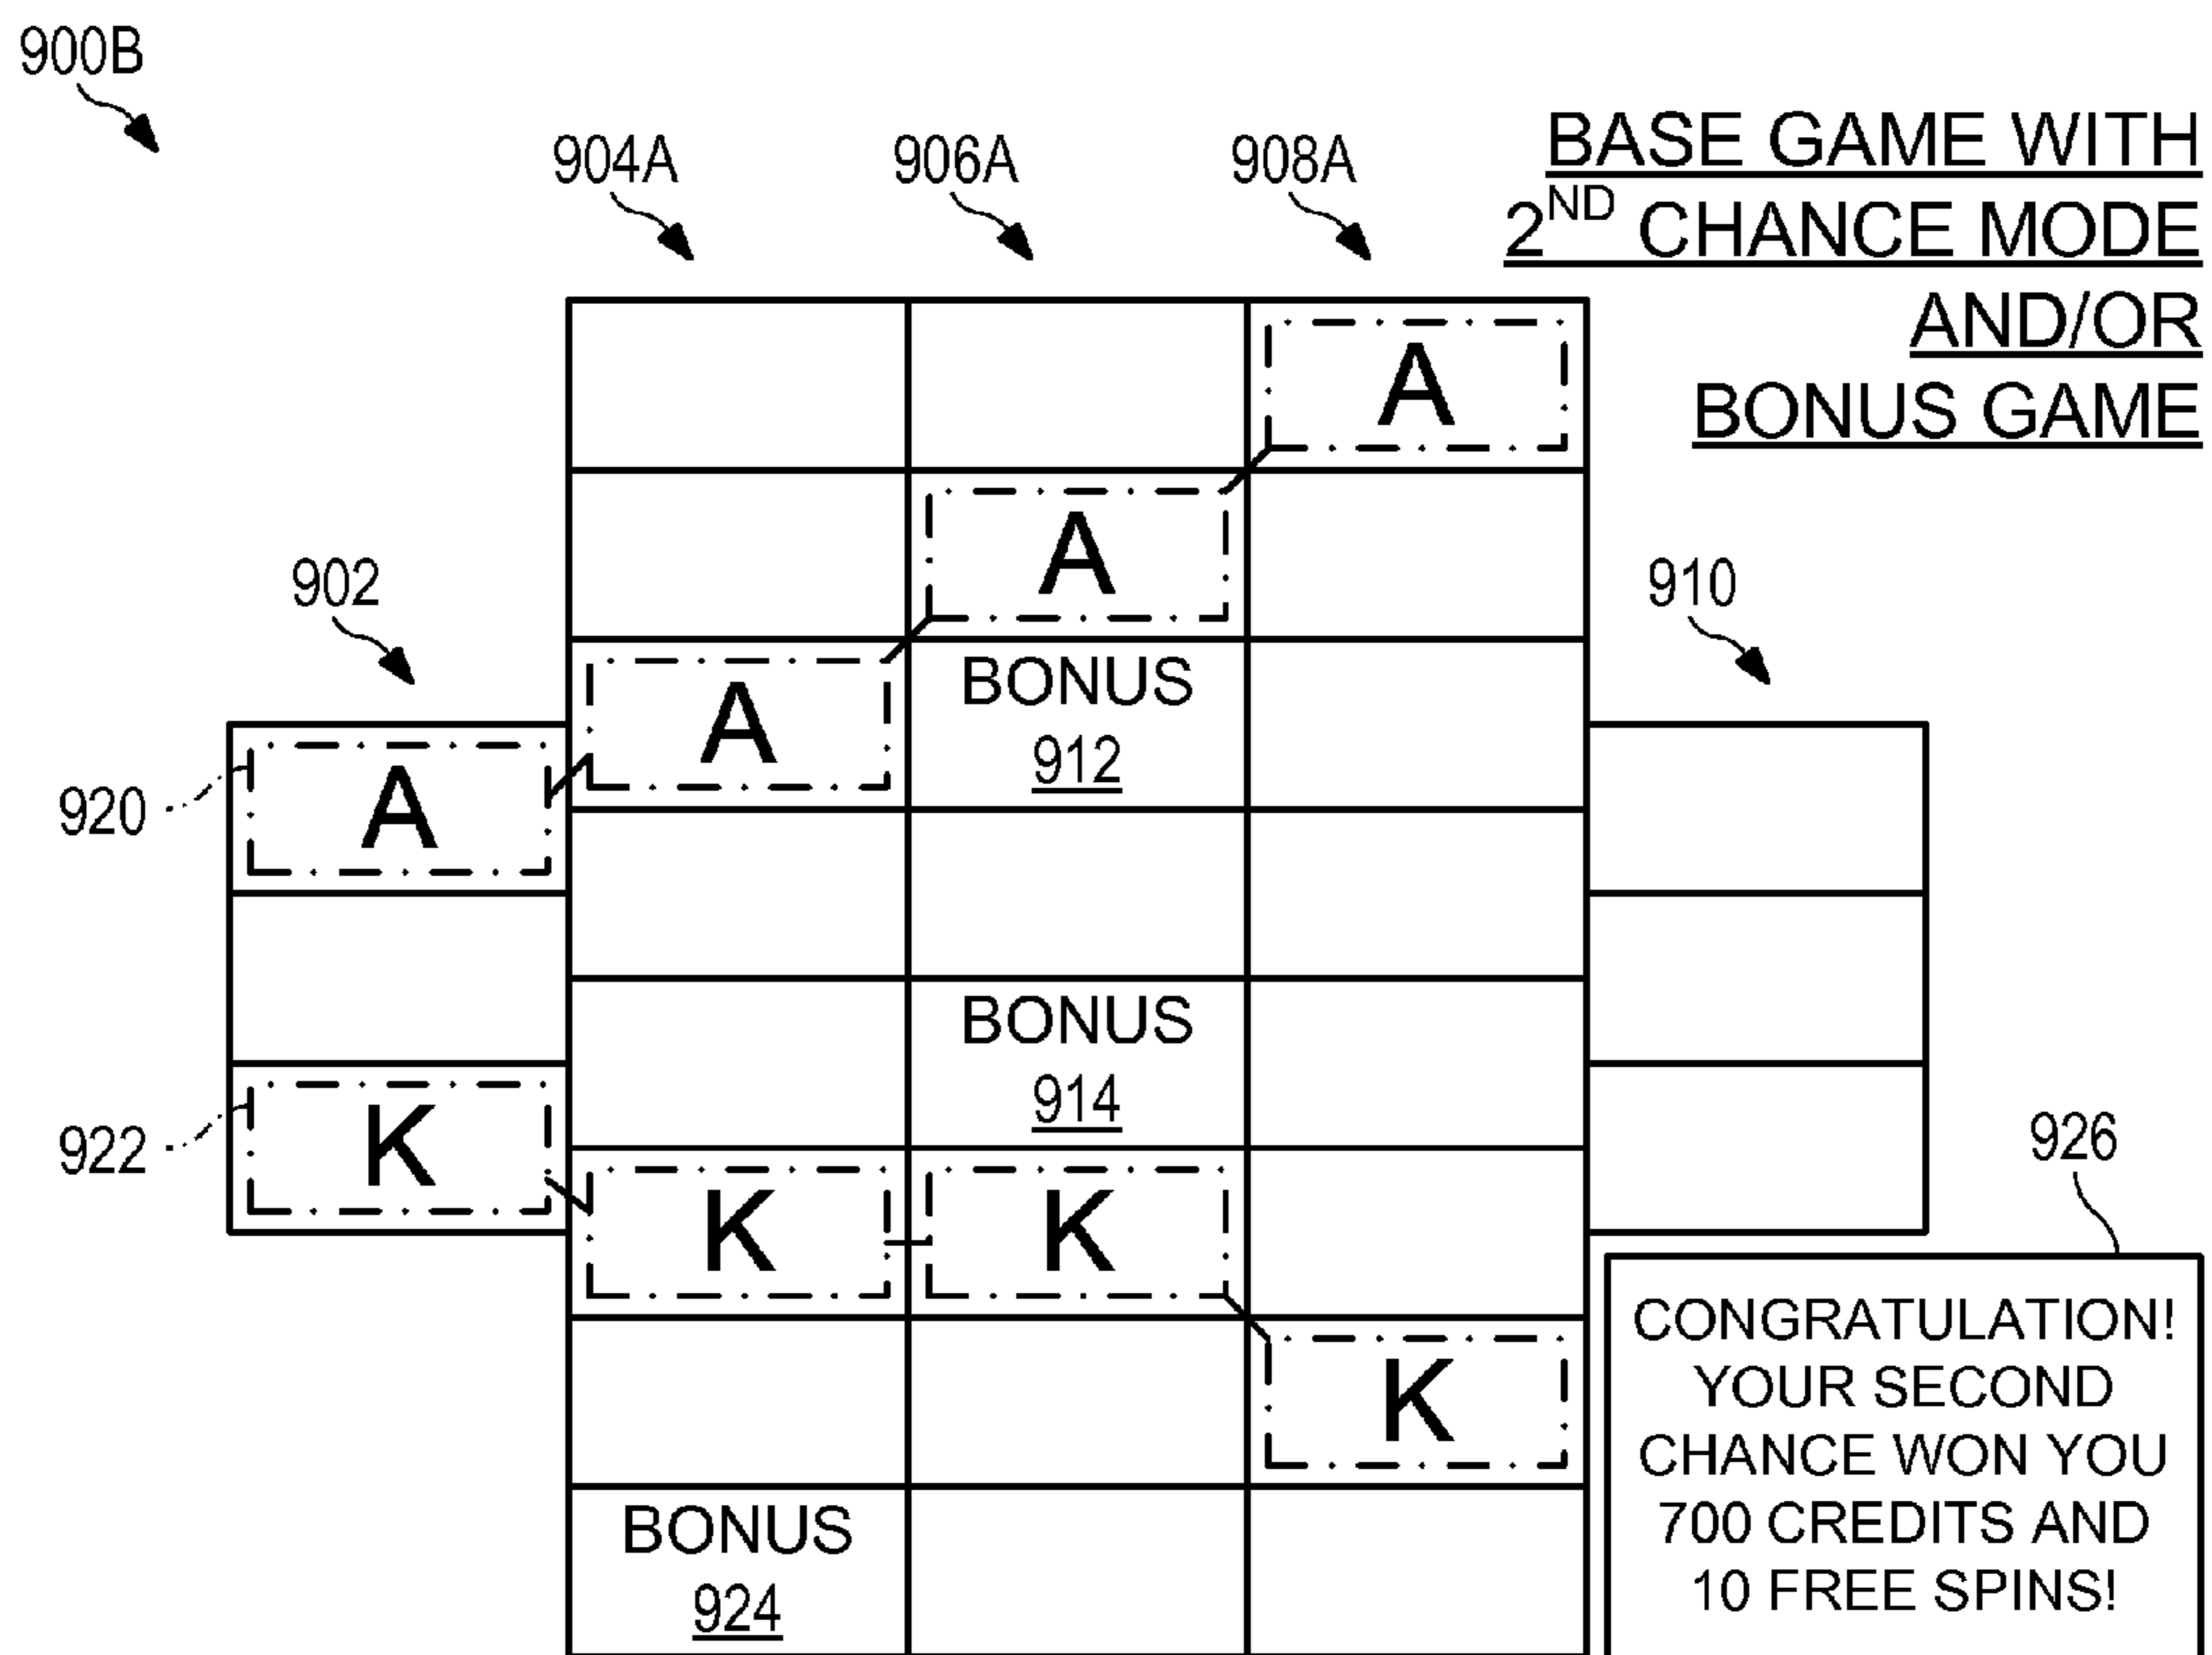 900B
904A
906A
908A
BASE GAME WITH
2ND CHANCE MODE
AND/OR
BONUS GAME
A
A
902
910
A
BONUS
912
920
A
BONUS
914
922
K
K
K
926
K
CONGRATULATION!
YOUR SECOND
CHANCE WON YOU
700 CREDITS AND
10 FREE SPINS!
BONUS
924